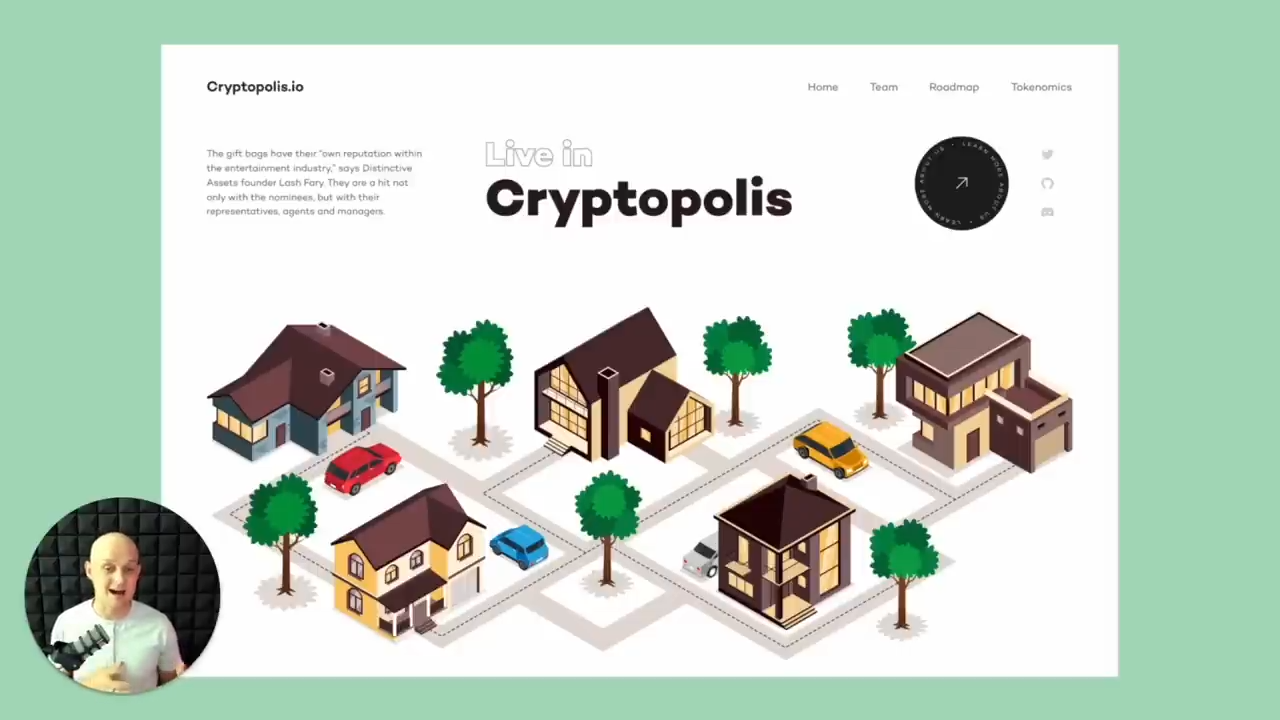 Cryptopolis.io
Home
Team
Roadmap
Tokenomics
The gift bags have their “own reputation within
the entertainment industry,” says Distinctive
Assets founder Lash Fary. They are a hit not
only with the nominees, but with their
representatives, agents and managers.
Live in
Cryptopolis
LEARN MORE ABOUT US • LEARN MORE ABOUT US •